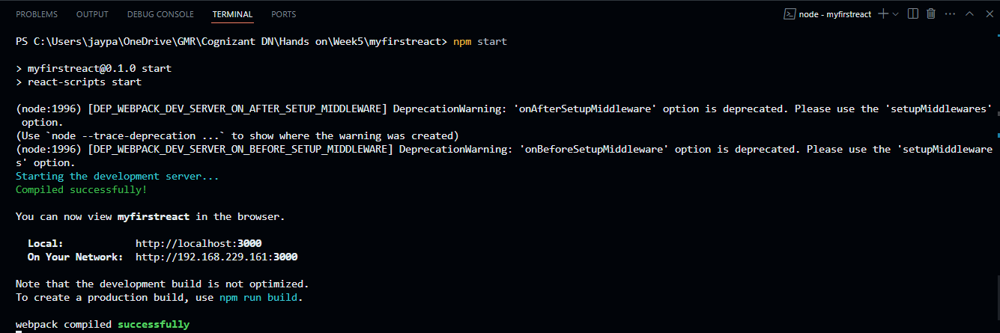 PROBLEMS OUTPUT DEBUG CONSOLE TERMINAL PORTS node - myfirstreact
PS C:\Users\jaypa\OneDrive\GMR\Cognizant DN\Hands on\Week5\myfirstreact> npm start
> myfirstreact@0.1.0 start
> react-scripts start
(node:1996) [DEP_WEBPACK_DEV_SERVER_ON_AFTER_SETUP_MIDDLEWARE] DeprecationWarning: 'onAfterSetupMiddleware' option is deprecated. Please use the 'setupMiddlewares'
option.
(Use `node --trace-deprecation ...` to show where the warning was created)
(node:1996) [DEP_WEBPACK_DEV_SERVER_ON_BEFORE_SETUP_MIDDLEWARE] DeprecationWarning: 'onBeforeSetupMiddleware' option is deprecated. Please use the 'setupMiddleware
s' option.
Starting the development server...
Compiled successfully!
You can now view myfirstreact in the browser.
Local: http://localhost:3000
On Your Network: http://192.168.229.161:3000
Note that the development build is not optimized.
To create a production build, use npm run build.
webpack compiled successfully